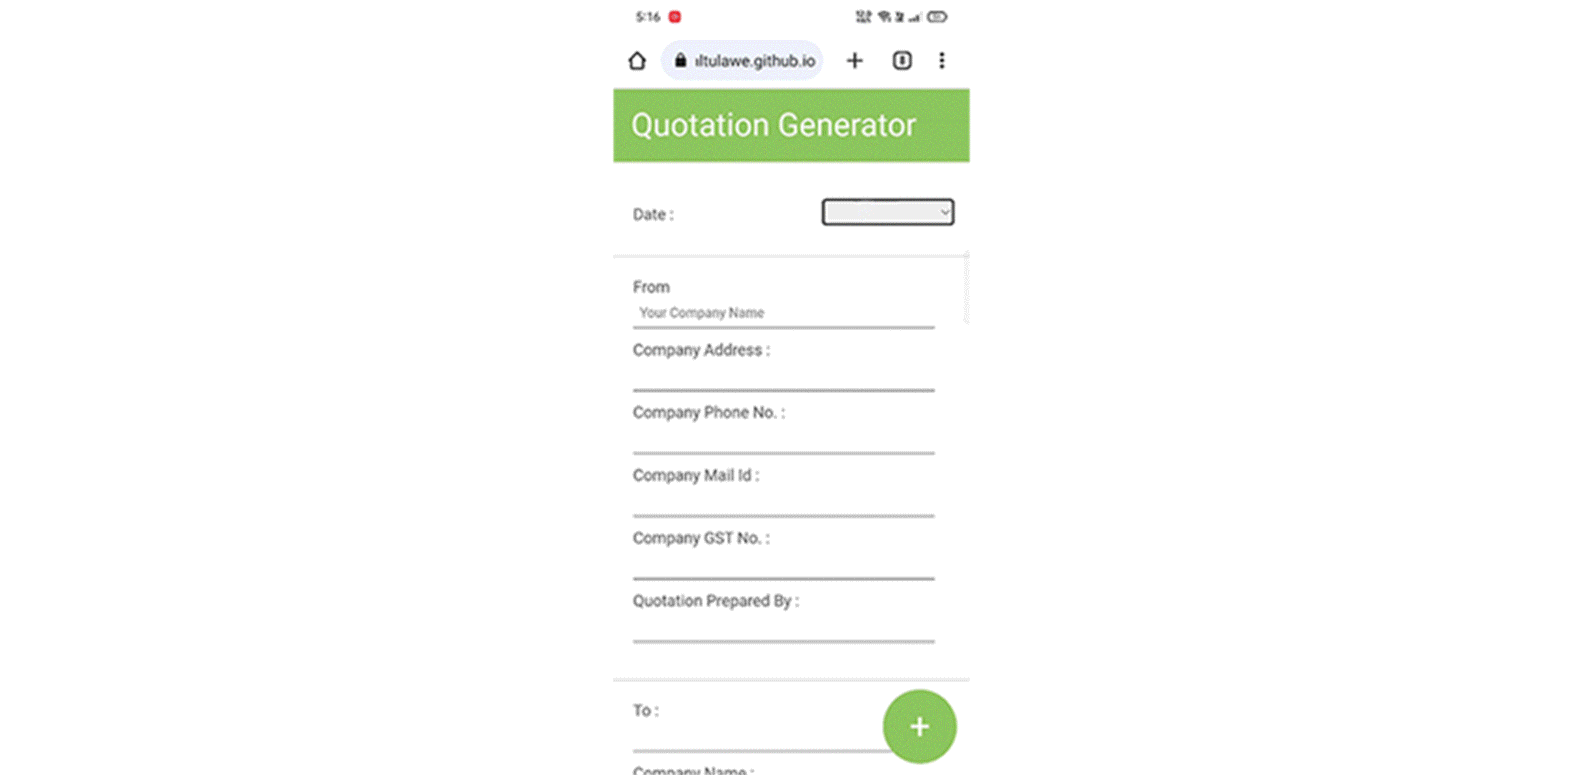 5:16
ıltulawe.github.io
Quotation Generator
Date :
From
Your Company Name
Company Address :
Company Phone No. :
Company Mail Id :
Company GST No. :
Quotation Prepared By :
To :
Company Name :